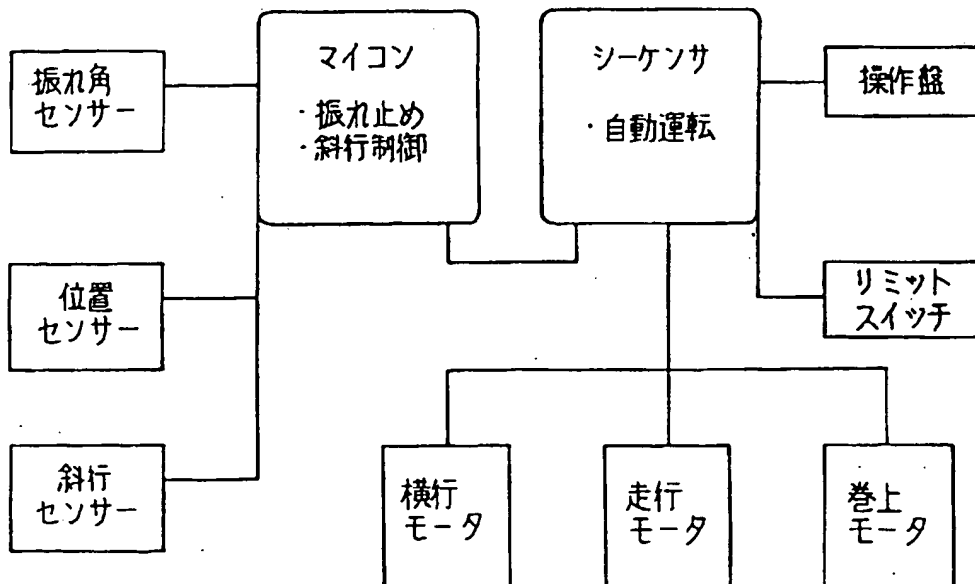 振れ角
センサー
マイコン
・振れ止め
・斜行制御
シーケンサ
・自動運転
操作盤
位置
センサー
リミット
スイッチ
斜行
センサー
横行
モータ
走行
モータ
巻上
モータ